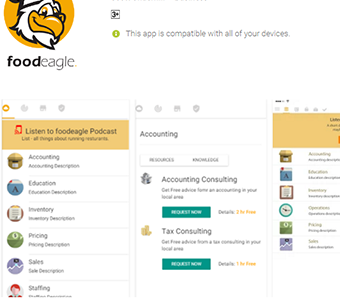 3+
This app is compatible with all of your devices.
foodeagle
Listen to foodeagle Podcast
List - all things about running resturants.
Accounting
Accounting Description
Education
Education Description
Inventory
Inventory Description
Pricing
Pricing Description
Sales
Sale Description
Staffing
Accounting
RESOURCES
KNOWLEDGE
Accounting Consulting
Get Free advice form an accounting in your
local area
REQUEST NOW
Details: 2 hr Free
Tax Consulting
Get Free advice from a tax consulting in your
local area
REQUEST NOW
Details: 1 hr Free
Accounting
Accounting description
Education
Education description
Inventory
Inventory description
Operations
Operations description
Pricing
Pricing description
Sales
Sales description